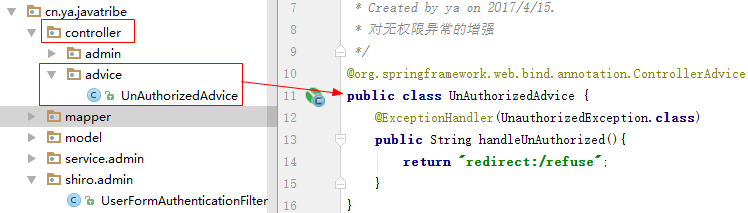 cn.ya.javatribe
controller
admin
advice
UnAuthorizedAdvice
mapper
model
service.admin
shiro.admin
UserFormAuthenticationFilter
7 * Created by ya on 2017/4/15.
8 * 对无权限异常的增强
9 */
10 @org.springframework.web.bind.annotation.ControllerAdvice
11 public class UnAuthorizedAdvice {
12 @ExceptionHandler(UnauthorizedException.class)
13 public String handleUnAuthorized(){
14 return "redirect:/refuse";
15 }
16 }